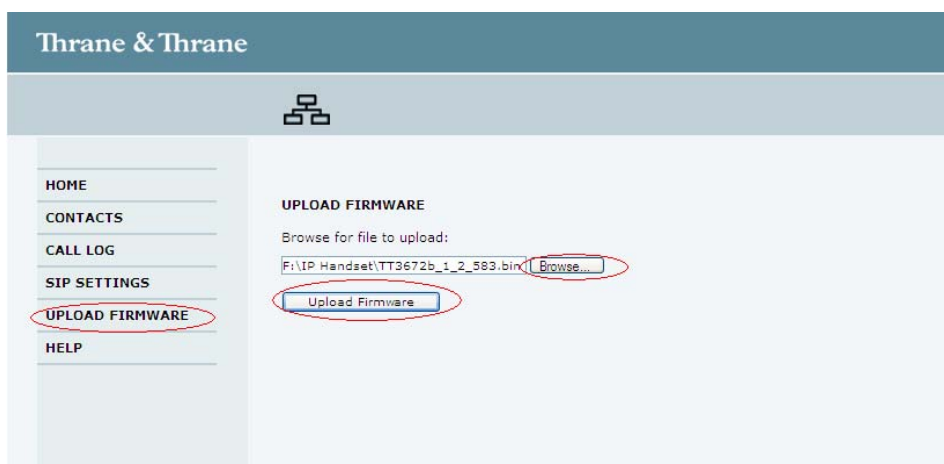 Thrane & Thrane
HOME
CONTACTS
CALL LOG
SIP SETTINGS
UPLOAD FIRMWARE
HELP
UPLOAD FIRMWARE
Browse for file to upload:
F:\IP Handset\TT3672b_1_2_583.bin Browse...
Upload Firmware